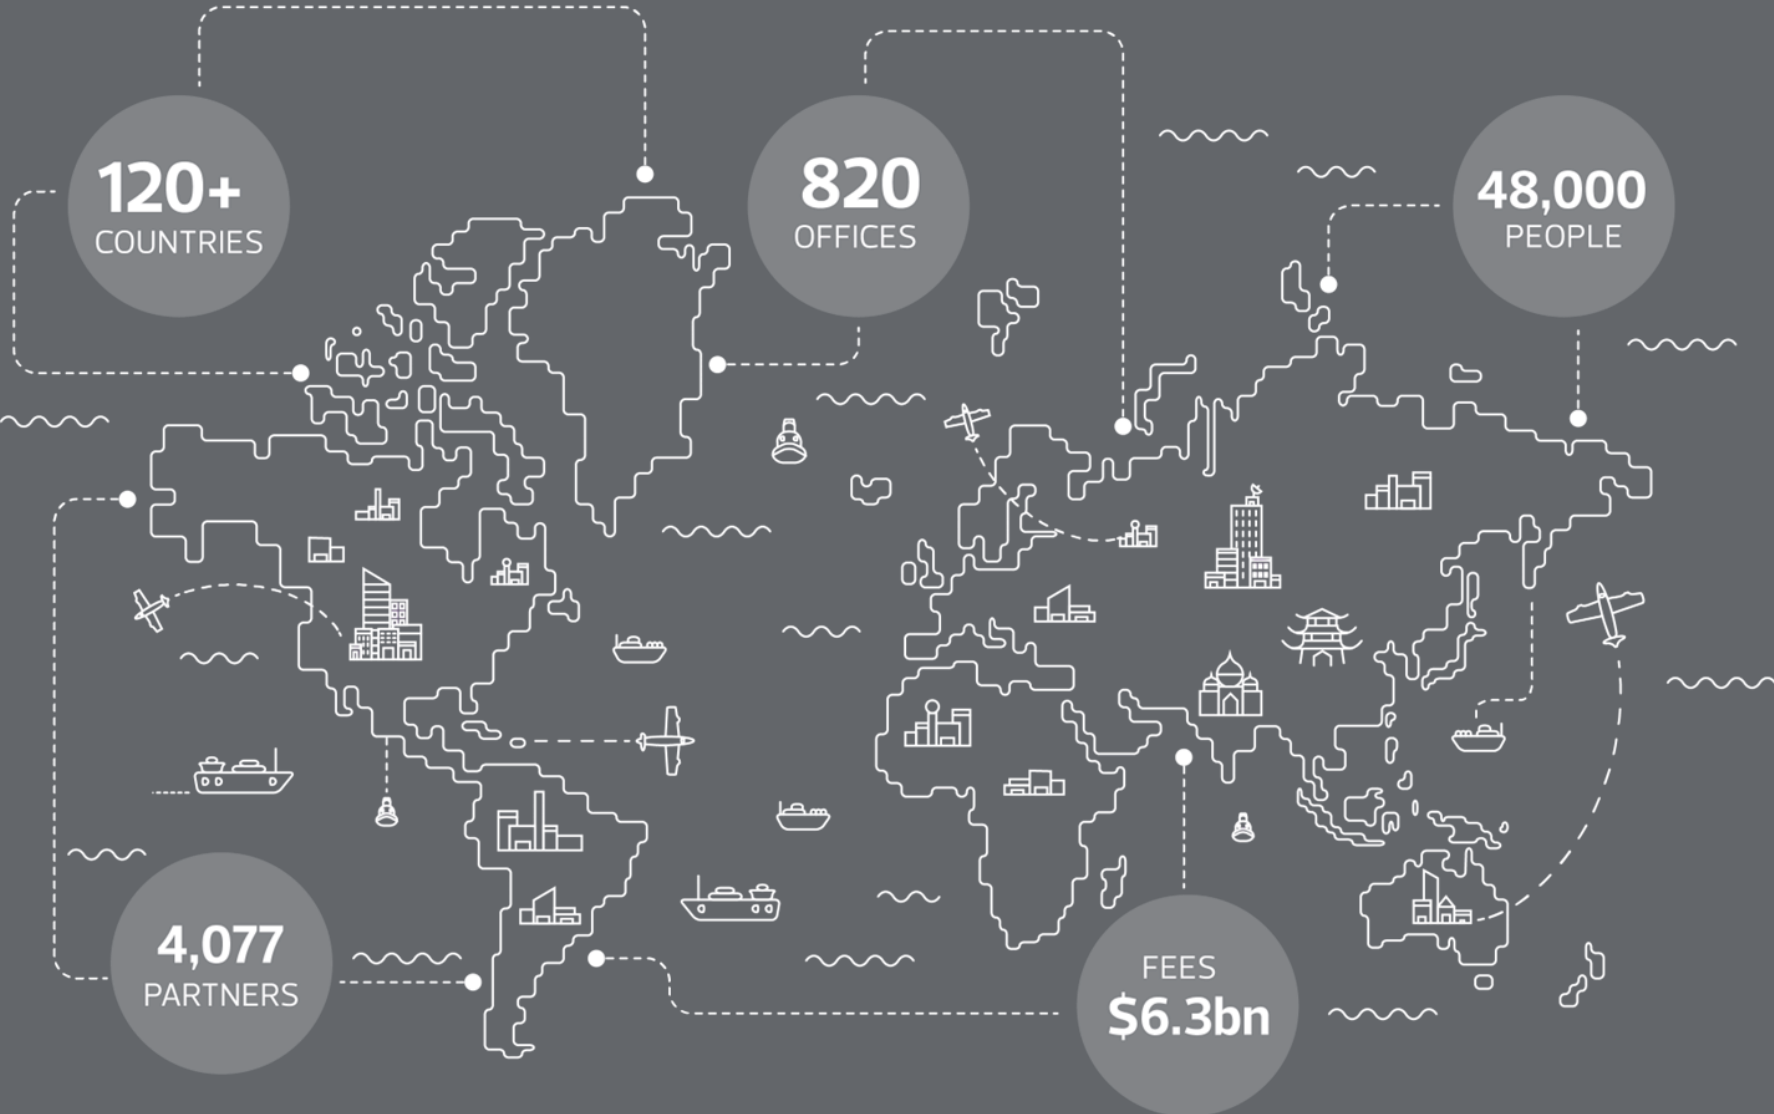 120+
COUNTRIES
820
OFFICES
48,000
PEOPLE
4,077
PARTNERS
FEES
$6.3bn